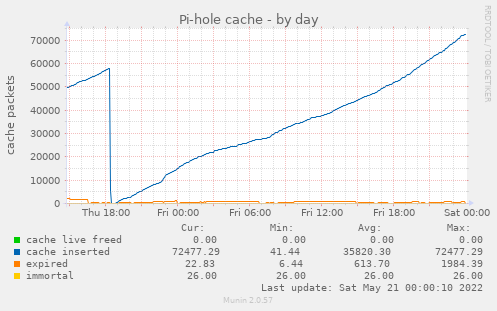 Pi-hole cache - by day
RRDTOOL / TOBI OETIKER
cache packets
70000
60000
50000
40000
30000
20000
10000
0
Thu 18:00 Fri 00:00 Fri 06:00 Fri 12:00 Fri 18:00 Sat 00:00
Cur: Min: Avg: Max:
cache live freed 0.00 0.00 0.00 0.00
cache inserted 72477.29 41.44 35820.30 72477.29
expired 22.83 6.44 613.70 1984.39
immortal 26.00 26.00 26.00 26.00
Last update: Sat May 21 00:00:10 2022
Munin 2.0.57